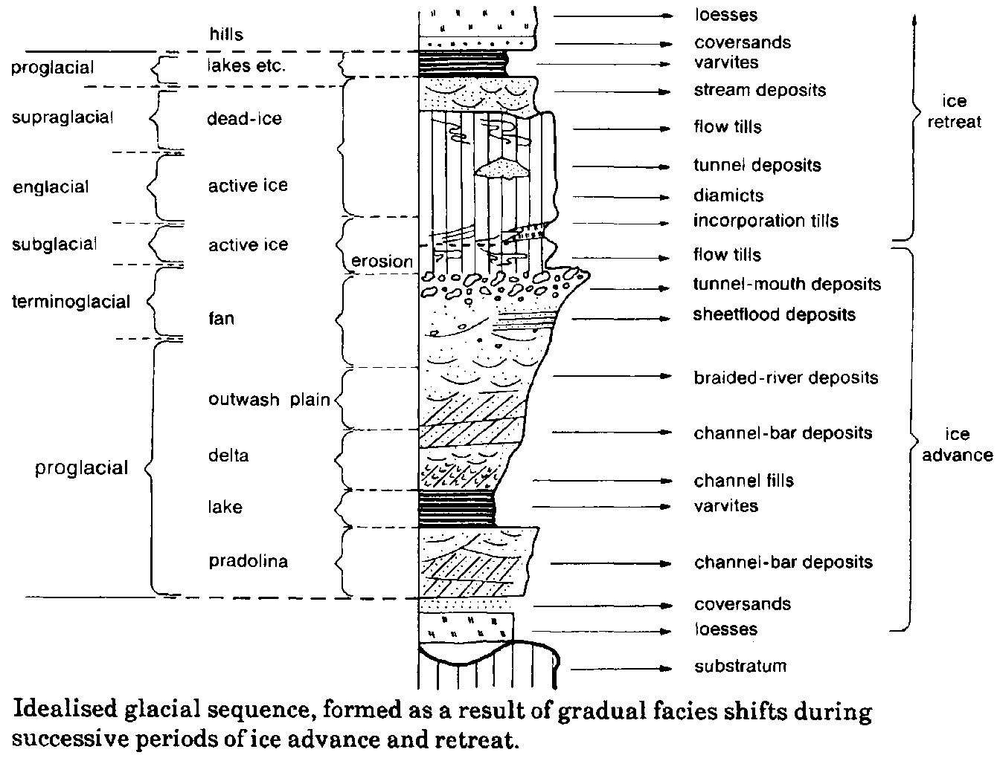 hills
proglacial
lakes etc.
supraglacial
dead-ice
englacial
active ice
subglacial
active ice
erosion
terminoglacial
fan
outwash plain
delta
proglacial
lake
pradolina
loesses
coversands
varvites
stream deposits
flow tills
tunnel deposits
diamicts
incorporation tills
flow tills
tunnel-mouth deposits
sheetflood deposits
braided-river deposits
channel-bar deposits
channel fills
varvites
channel-bar deposits
coversands
loesses
substratum
ice
retreat
ice
advance
Idealised glacial sequence, formed as a result of gradual facies shifts during
successive periods of ice advance and retreat.